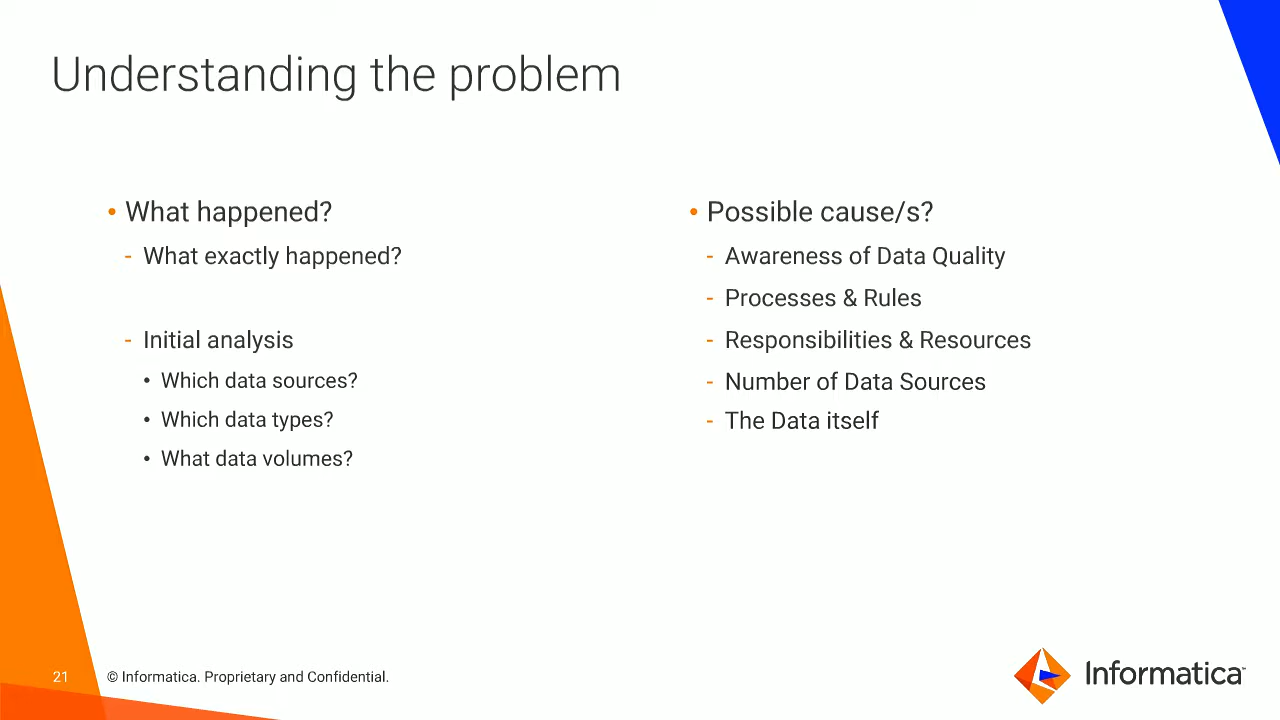 Understanding the problem
• What happened?
- What exactly happened?
- Initial analysis
• Which data sources?
• Which data types?
• What data volumes?
• Possible cause/s?
- Awareness of Data Quality
- Processes & Rules
- Responsibilities & Resources
- Number of Data Sources
- The Data itself
21
© Informatica. Proprietary and Confidential.
Informatica™